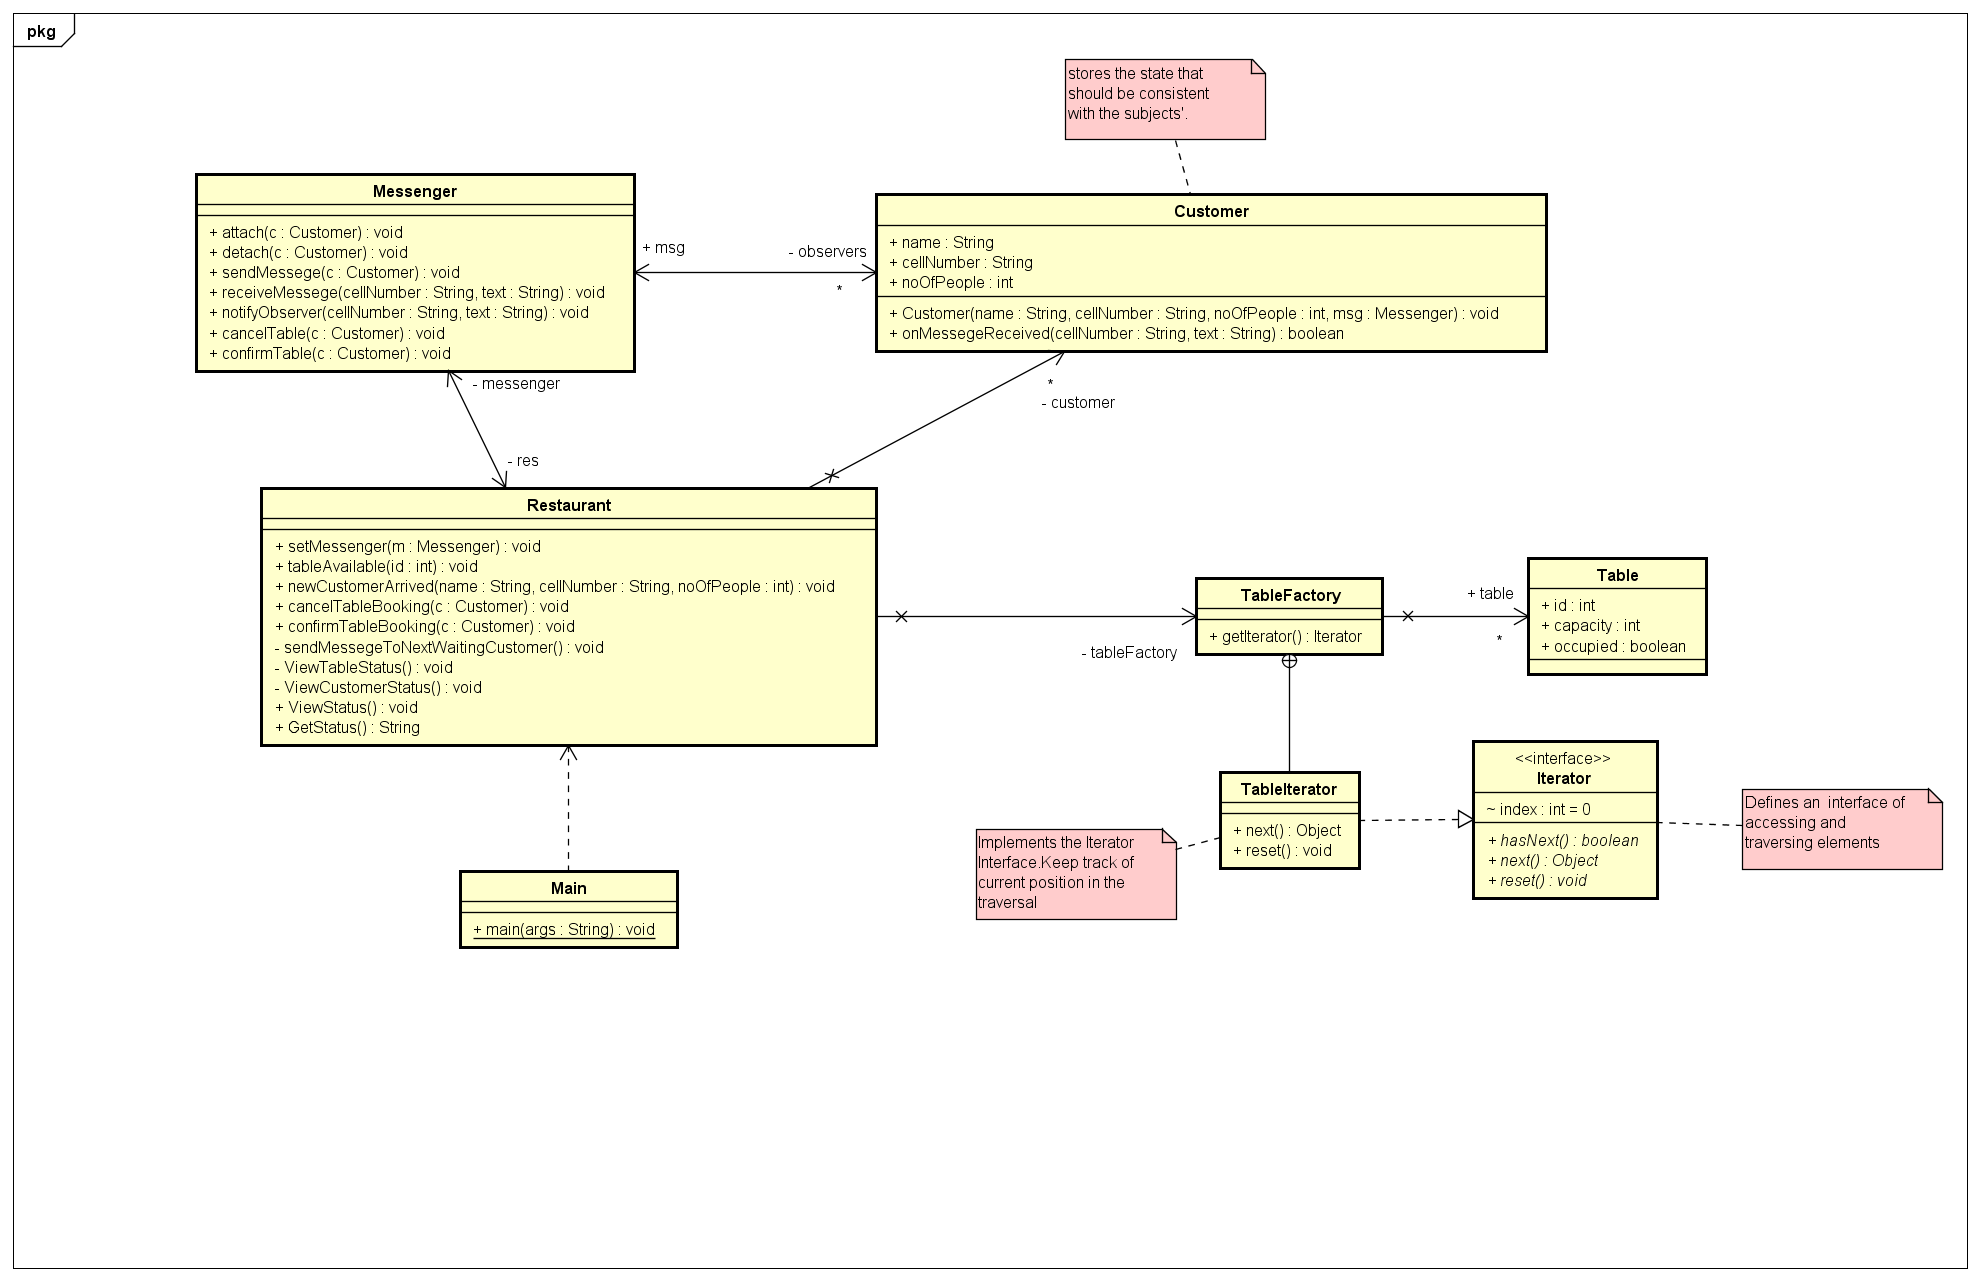 pkg
stores the state that
should be consistent
with the subjects'.
Messenger
+ attach(c : Customer) : void
+ detach(c : Customer) : void
+ sendMessege(c : Customer) : void
+ receiveMessege(cellNumber : String, text : String) : void
+ notifyObserver(cellNumber : String, text : String) : void
+ cancelTable(c : Customer) : void
+ confirmTable(c : Customer) : void
+ msg
- observers
*
Customer
+ name : String
+ cellNumber : String
+ noOfPeople : int
+ Customer(name : String, cellNumber : String, noOfPeople : int, msg : Messenger) : void
+ onMessegeReceived(cellNumber : String, text : String) : boolean
- messenger
*
- customer
- res
Restaurant
+ setMessenger(m : Messenger) : void
+ tableAvailable(id : int) : void
+ newCustomerArrived(name : String, cellNumber : String, noOfPeople : int) : void
+ cancelTableBooking(c : Customer) : void
+ confirmTableBooking(c : Customer) : void
- sendMessegeToNextWaitingCustomer() : void
- ViewTableStatus() : void
- ViewCustomerStatus() : void
+ ViewStatus() : void
+ GetStatus() : String
- tableFactory
TableFactory
+ getIterator() : Iterator
+ table
*
Table
+ id : int
+ capacity : int
+ occupied : boolean
TableIterator
+ next() : Object
+ reset() : void
<<interface>>
Iterator
~ index : int = 0
+ hasNext() : boolean
+ next() : Object
+ reset() : void
Defines an  interface of
accessing and
traversing elements
Implements the Iterator
Interface.Keep track of
current position in the
traversal
Main
+ main(args : String) : void